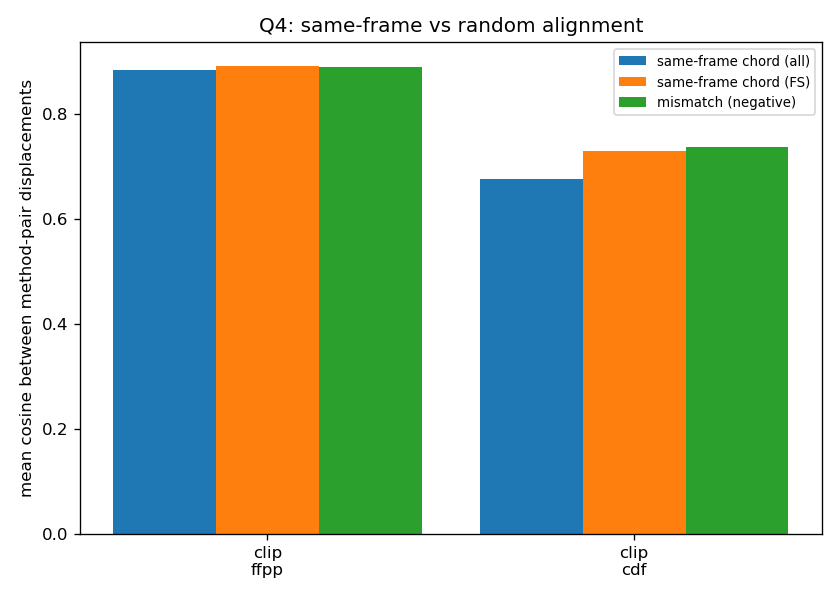 Q4: same-frame vs random alignment
mean cosine between method-pair displacements
0.8
0.6
0.4
0.2
0.0
same-frame chord (all)
same-frame chord (FS)
mismatch (negative)
clip
ffpp
clip
cdf